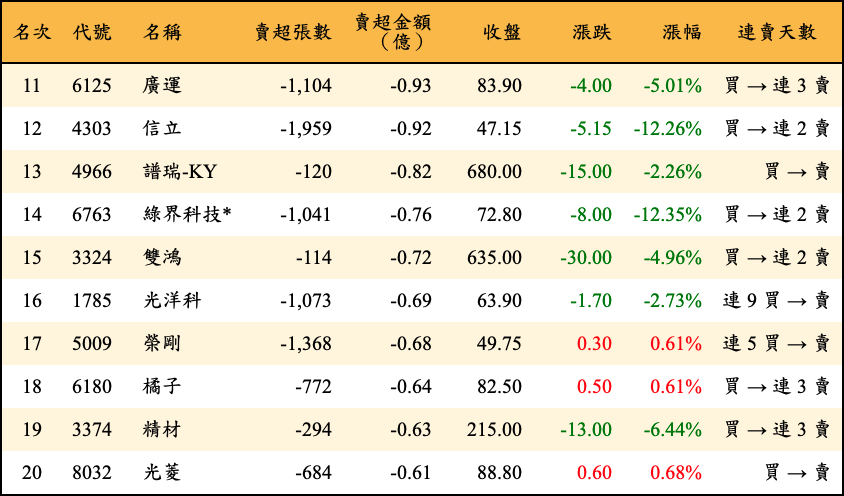 名次 代號 名稱 賣超張數 賣超金額（億） 收盤 漲跌 漲幅 連賣天數
11 6125 廣運 -1,104 -0.93 83.90 -4.00 -5.01% 買 → 連 3 賣
12 4303 信立 -1,959 -0.92 47.15 -5.15 -12.26% 買 → 連 2 賣
13 4966 譜瑞-KY -120 -0.82 680.00 -15.00 -2.26% 買 → 賣
14 6763 綠界科技* -1,041 -0.76 72.80 -8.00 -12.35% 買 → 連 2 賣
15 3324 雙鴻 -114 -0.72 635.00 -30.00 -4.96% 買 → 連 2 賣
16 1785 光洋科 -1,073 -0.69 63.90 -1.70 -2.73% 連 9 買 → 賣
17 5009 榮剛 -1,368 -0.68 49.75 0.30 0.61% 連 5 買 → 賣
18 6180 橘子 -772 -0.64 82.50 0.50 0.61% 買 → 連 3 賣
19 3374 精材 -294 -0.63 215.00 -13.00 -6.44% 買 → 連 3 賣
20 8032 光菱 -684 -0.61 88.80 0.60 0.68% 買 → 賣